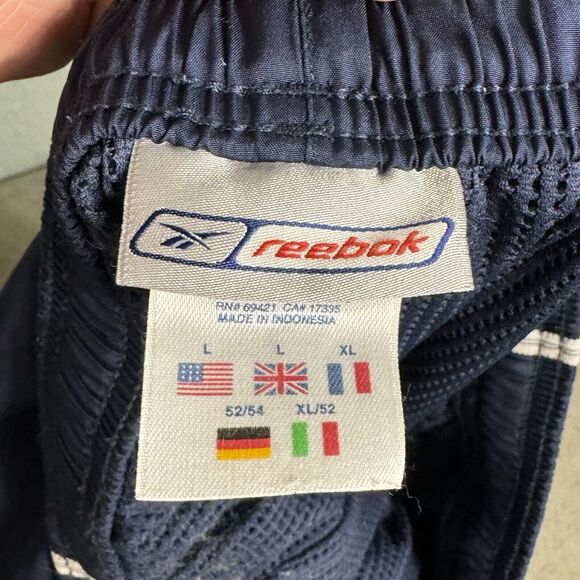 reebok
RN# 69421 CA# 17335
MADE IN INDONESIA
L L XL
52/54 XL/52